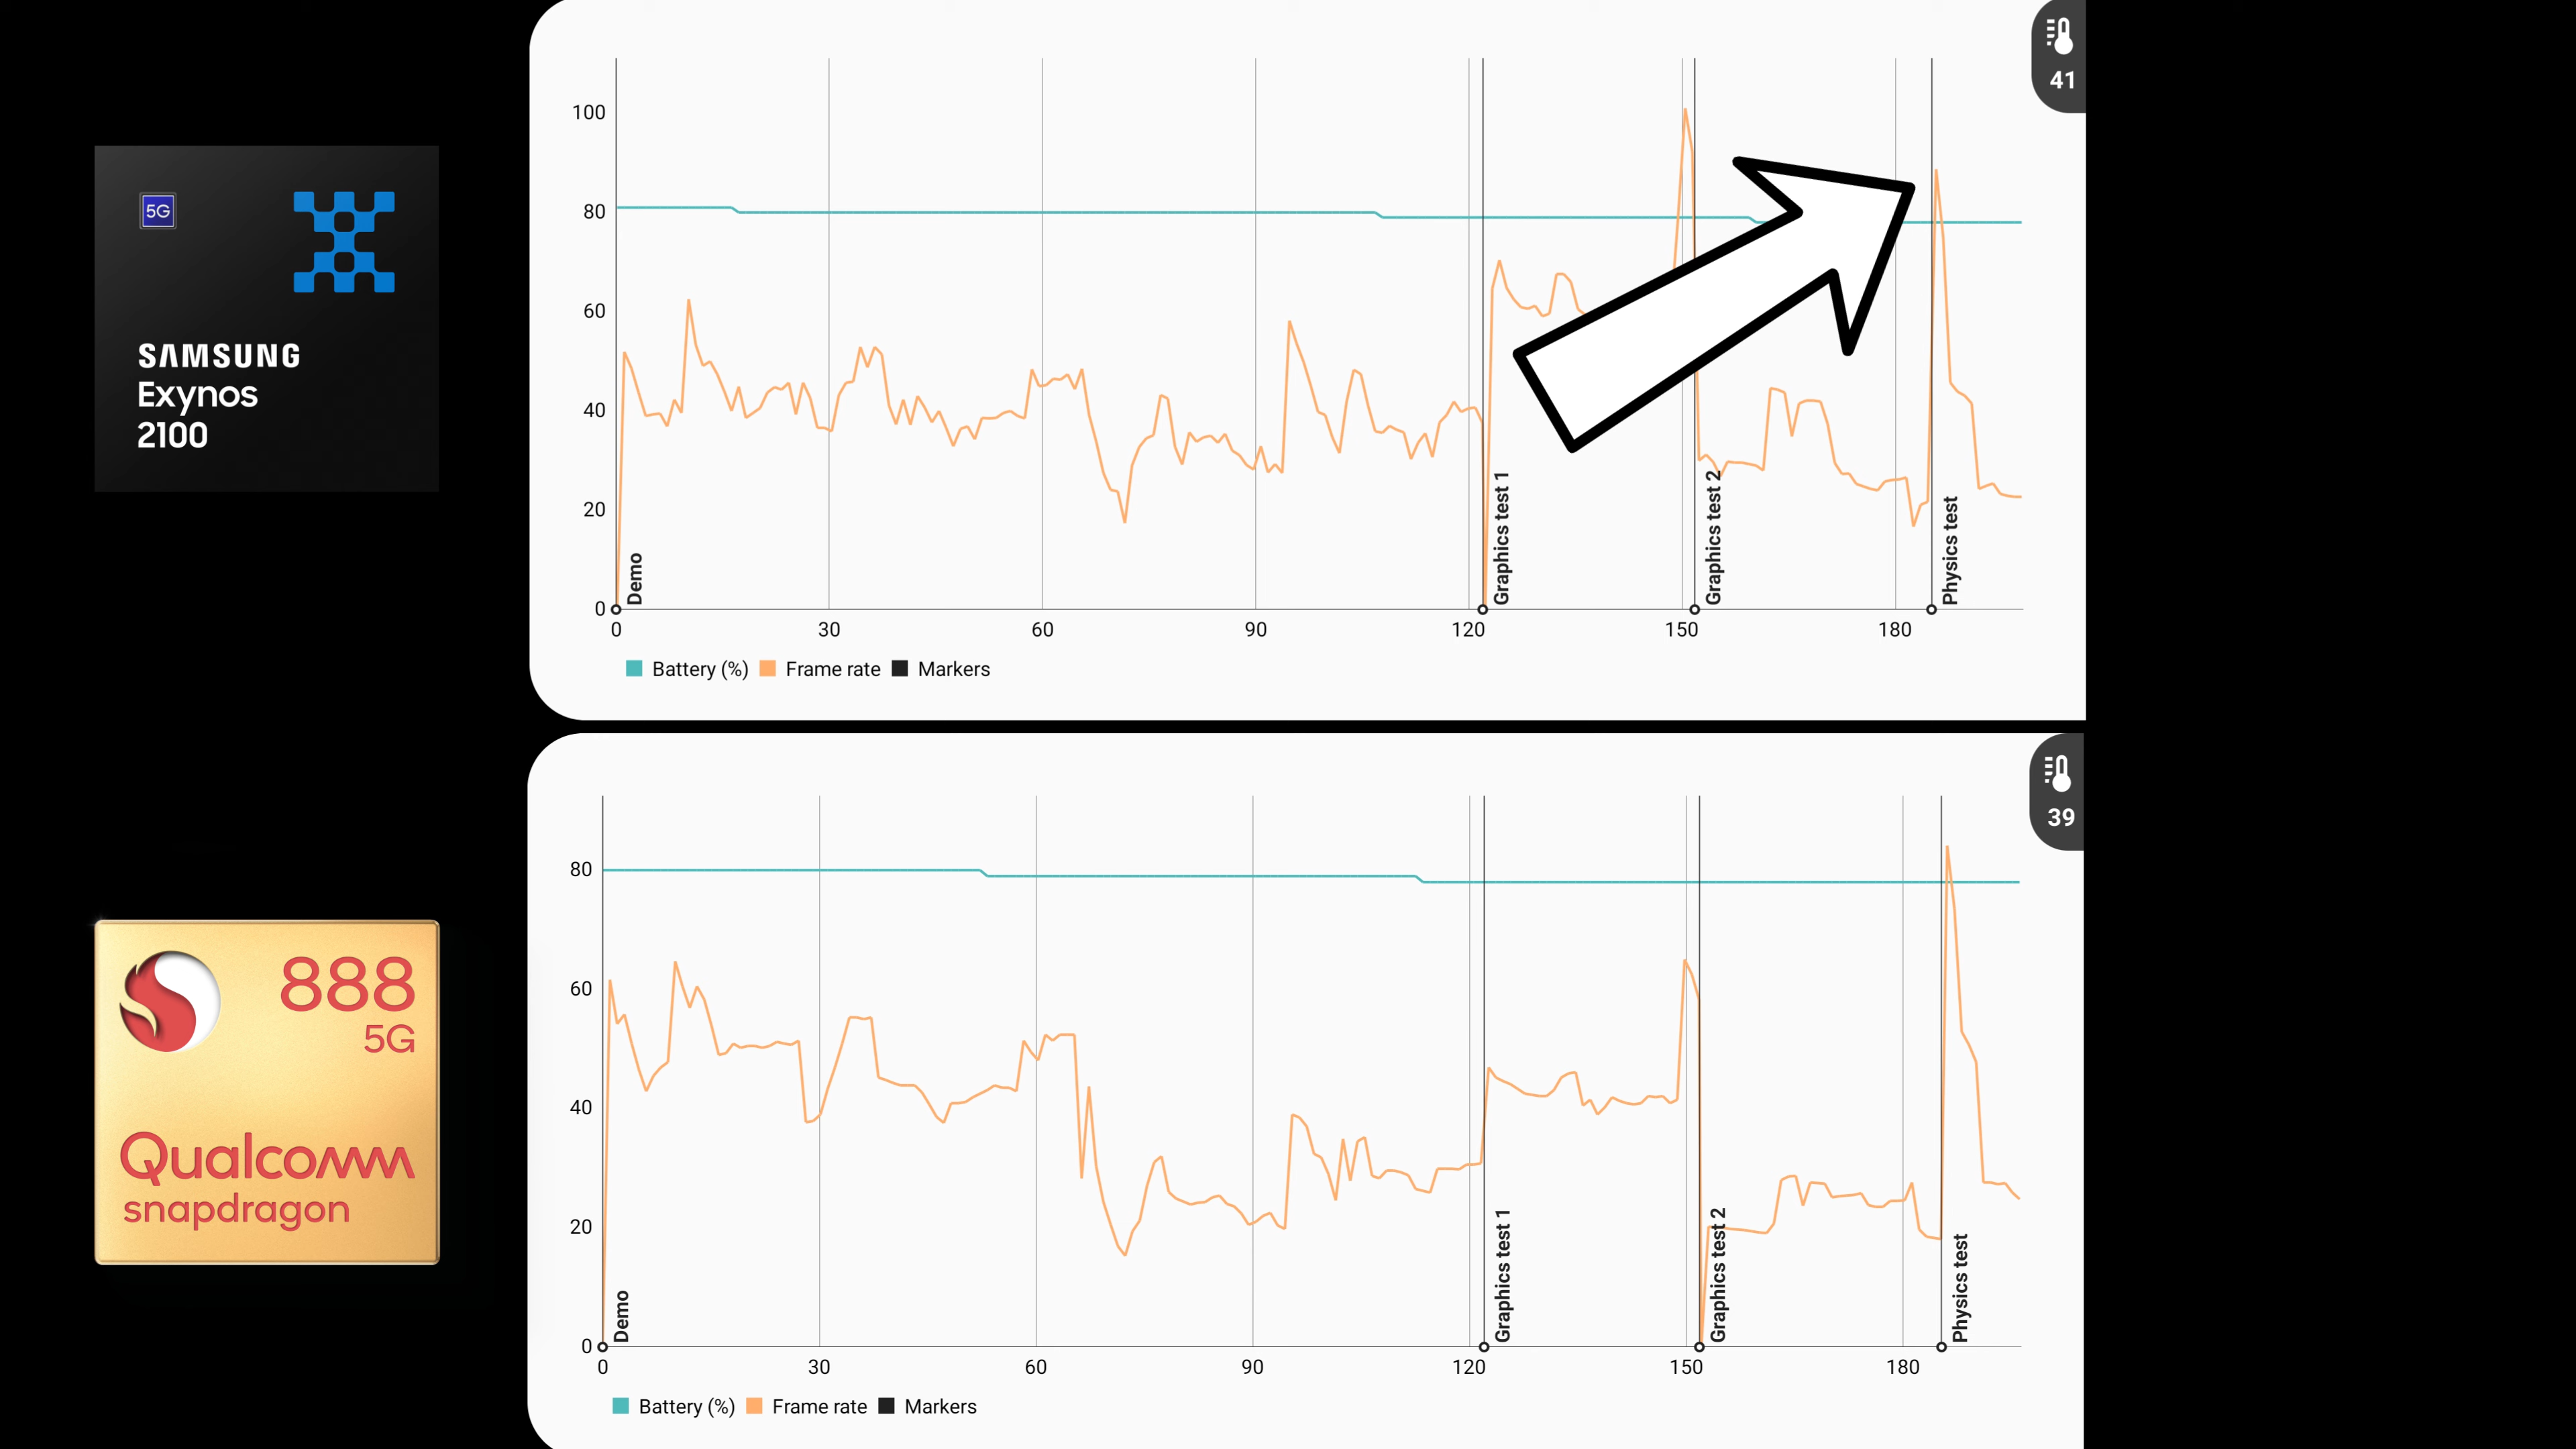 5G
SAMSUNG
Exynos
2100
41
100
80
60
40
20
0
Demo
Graphics test 1
Graphics test 2
Physics test
0 30 60 90 120 150 180
Battery (%) Frame rate Markers
888
5G
Qualcomm
snapdragon
39
80
60
40
20
0
Demo
Graphics test 1
Graphics test 2
Physics test
0 30 60 90 120 150 180
Battery (%) Frame rate Markers